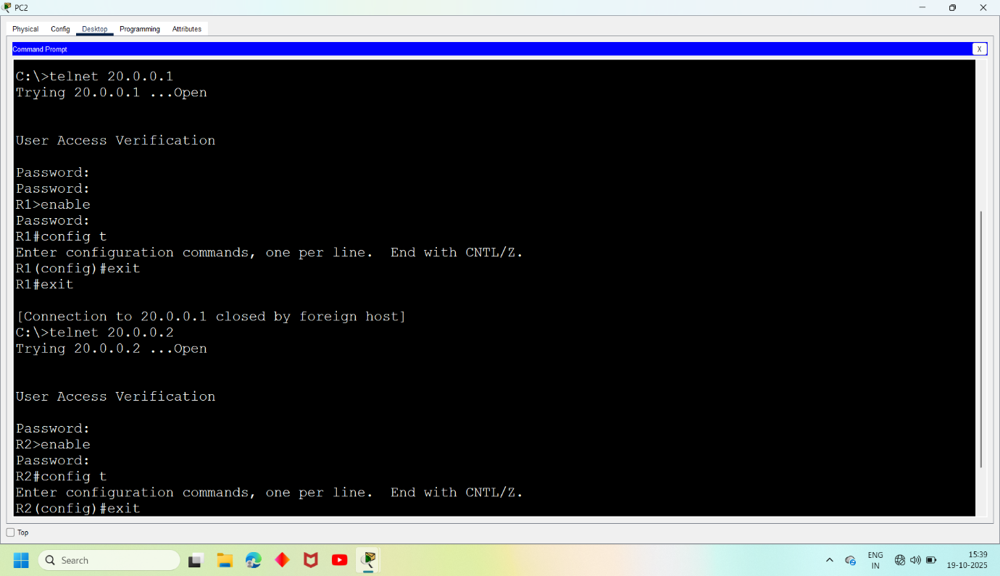 PC2
Physical Config Desktop Programming Attributes
Command Prompt
X
C:\>telnet 20.0.0.1
Trying 20.0.0.1 ...Open
User Access Verification
Password:
Password:
R1>enable
Password:
R1#config t
Enter configuration commands, one per line.  End with CNTL/Z.
R1(config)#exit
R1#exit
[Connection to 20.0.0.1 closed by foreign host]
C:\>telnet 20.0.0.2
Trying 20.0.0.2 ...Open
User Access Verification
Password:
R2>enable
Password:
R2#config t
Enter configuration commands, one per line.  End with CNTL/Z.
R2(config)#exit
Top
Search
ENG
IN
15:39
19-10-2025